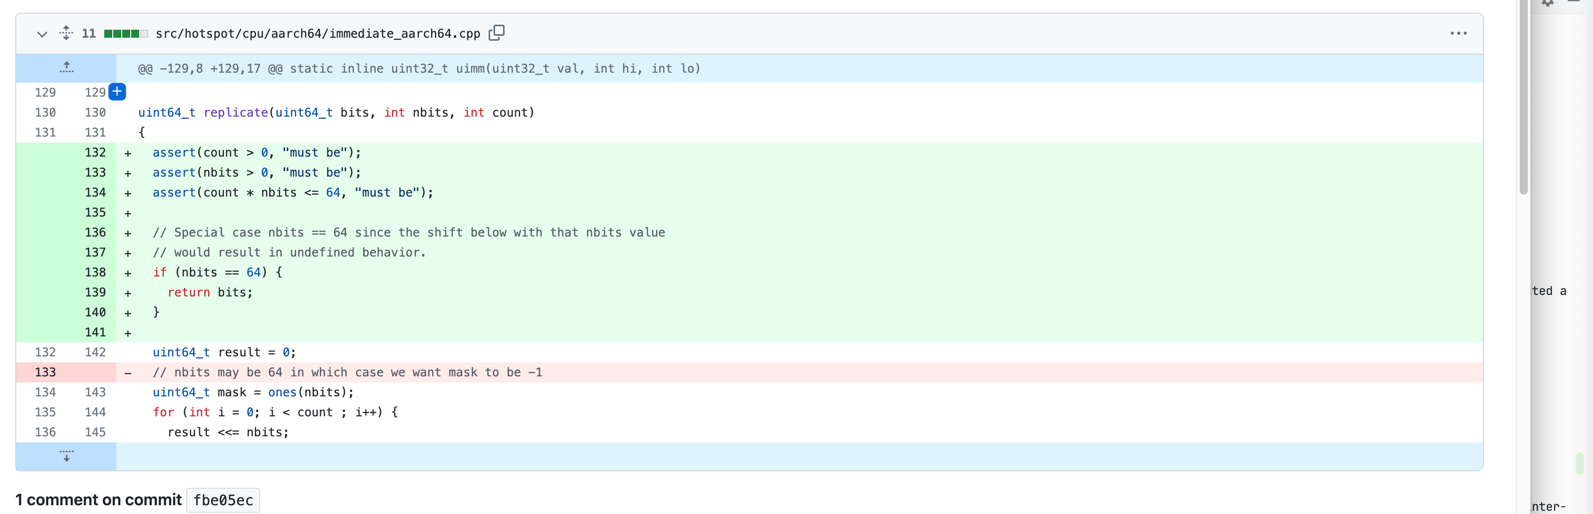 11 src/hotspot/cpu/aarch64/immediate_aarch64.cpp
@@ -129,8 +129,17 @@ static inline uint32_t uimm(uint32_t val, int hi, int lo)
129 129
130 130 uint64_t replicate(uint64_t bits, int nbits, int count)
131 131 {
132 + assert(count > 0, "must be");
133 + assert(nbits > 0, "must be");
134 + assert(count * nbits <= 64, "must be");
135 +
136 + // Special case nbits == 64 since the shift below with that nbits value
137 + // would result in undefined behavior.
138 + if (nbits == 64) {
139 + return bits;
140 + }
141 +
132 142 uint64_t result = 0;
133 - // nbits may be 64 in which case we want mask to be -1
134 143 uint64_t mask = ones(nbits);
135 144 for (int i = 0; i < count ; i++) {
136 145 result <<= nbits;
1 comment on commit fbe05ec
ted a
nter-